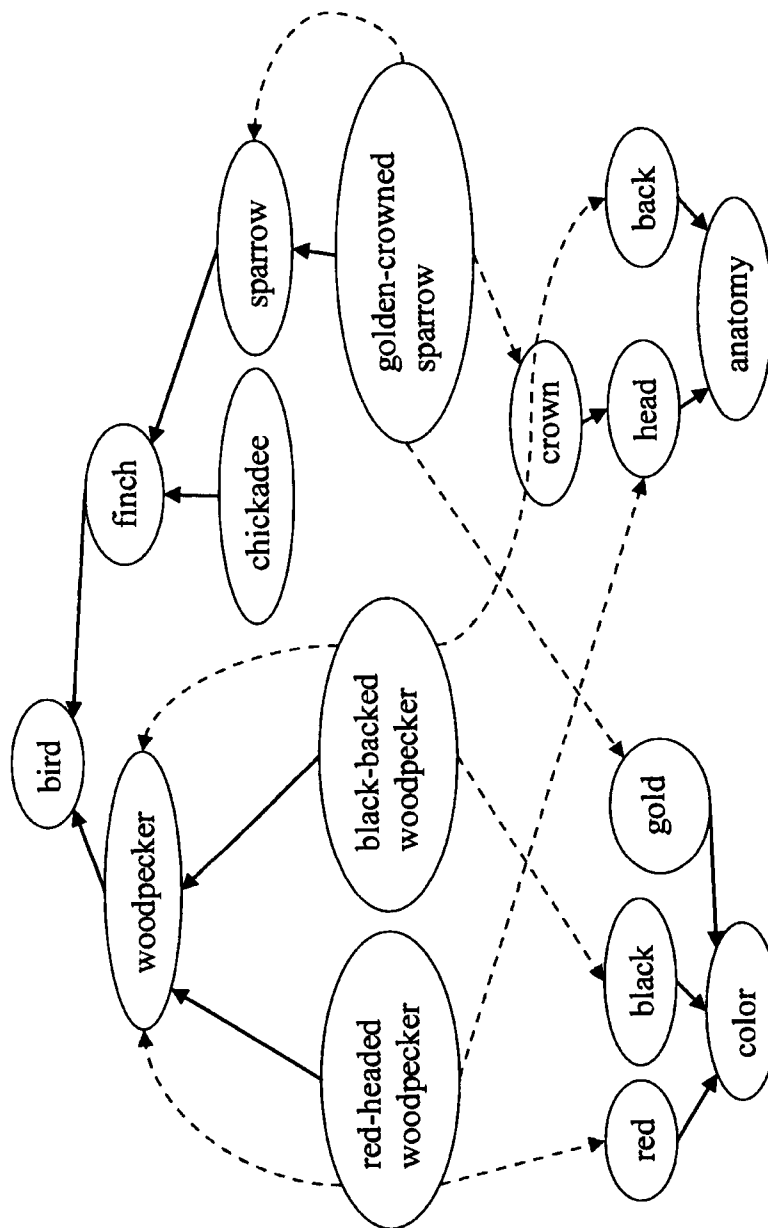 bird
finch
woodpecker
sparrow
chickadee
red-headed
woodpecker
black-backed
woodpecker
golden-crowned
sparrow
crown
red
black
gold
head
back
color
anatomy